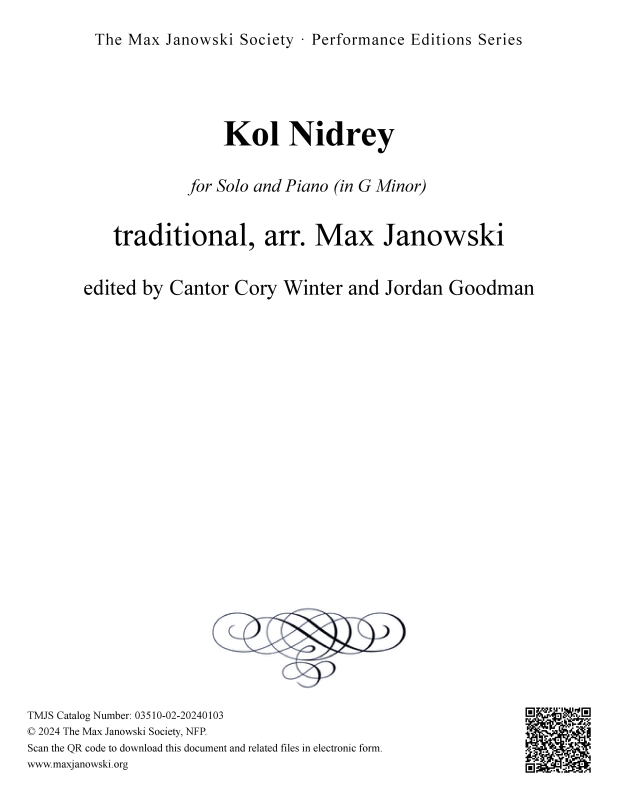 The Max Janowski Society · Performance Editions Series
Kol Nidrey
for Solo and Piano (in G Minor)
traditional, arr. Max Janowski
edited by Cantor Cory Winter and Jordan Goodman
TMJS Catalog Number: 03510-02-20240103
© 2024 The Max Janowski Society, NFP.
Scan the QR code to download this document and related files in electronic form.
www.maxjanowski.org